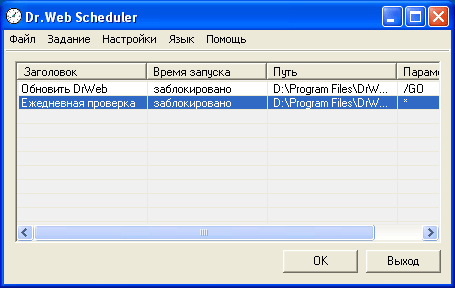 Dr.Web Scheduler
Файл Задание Настройки Язык Помощь
Заголовок Время запуска Путь Парам
Обновить DrWeb заблокировано D:\Program Files\DrW... /GO
Ежедневная проверка заблокировано D:\Program Files\DrW... *
OK Выход